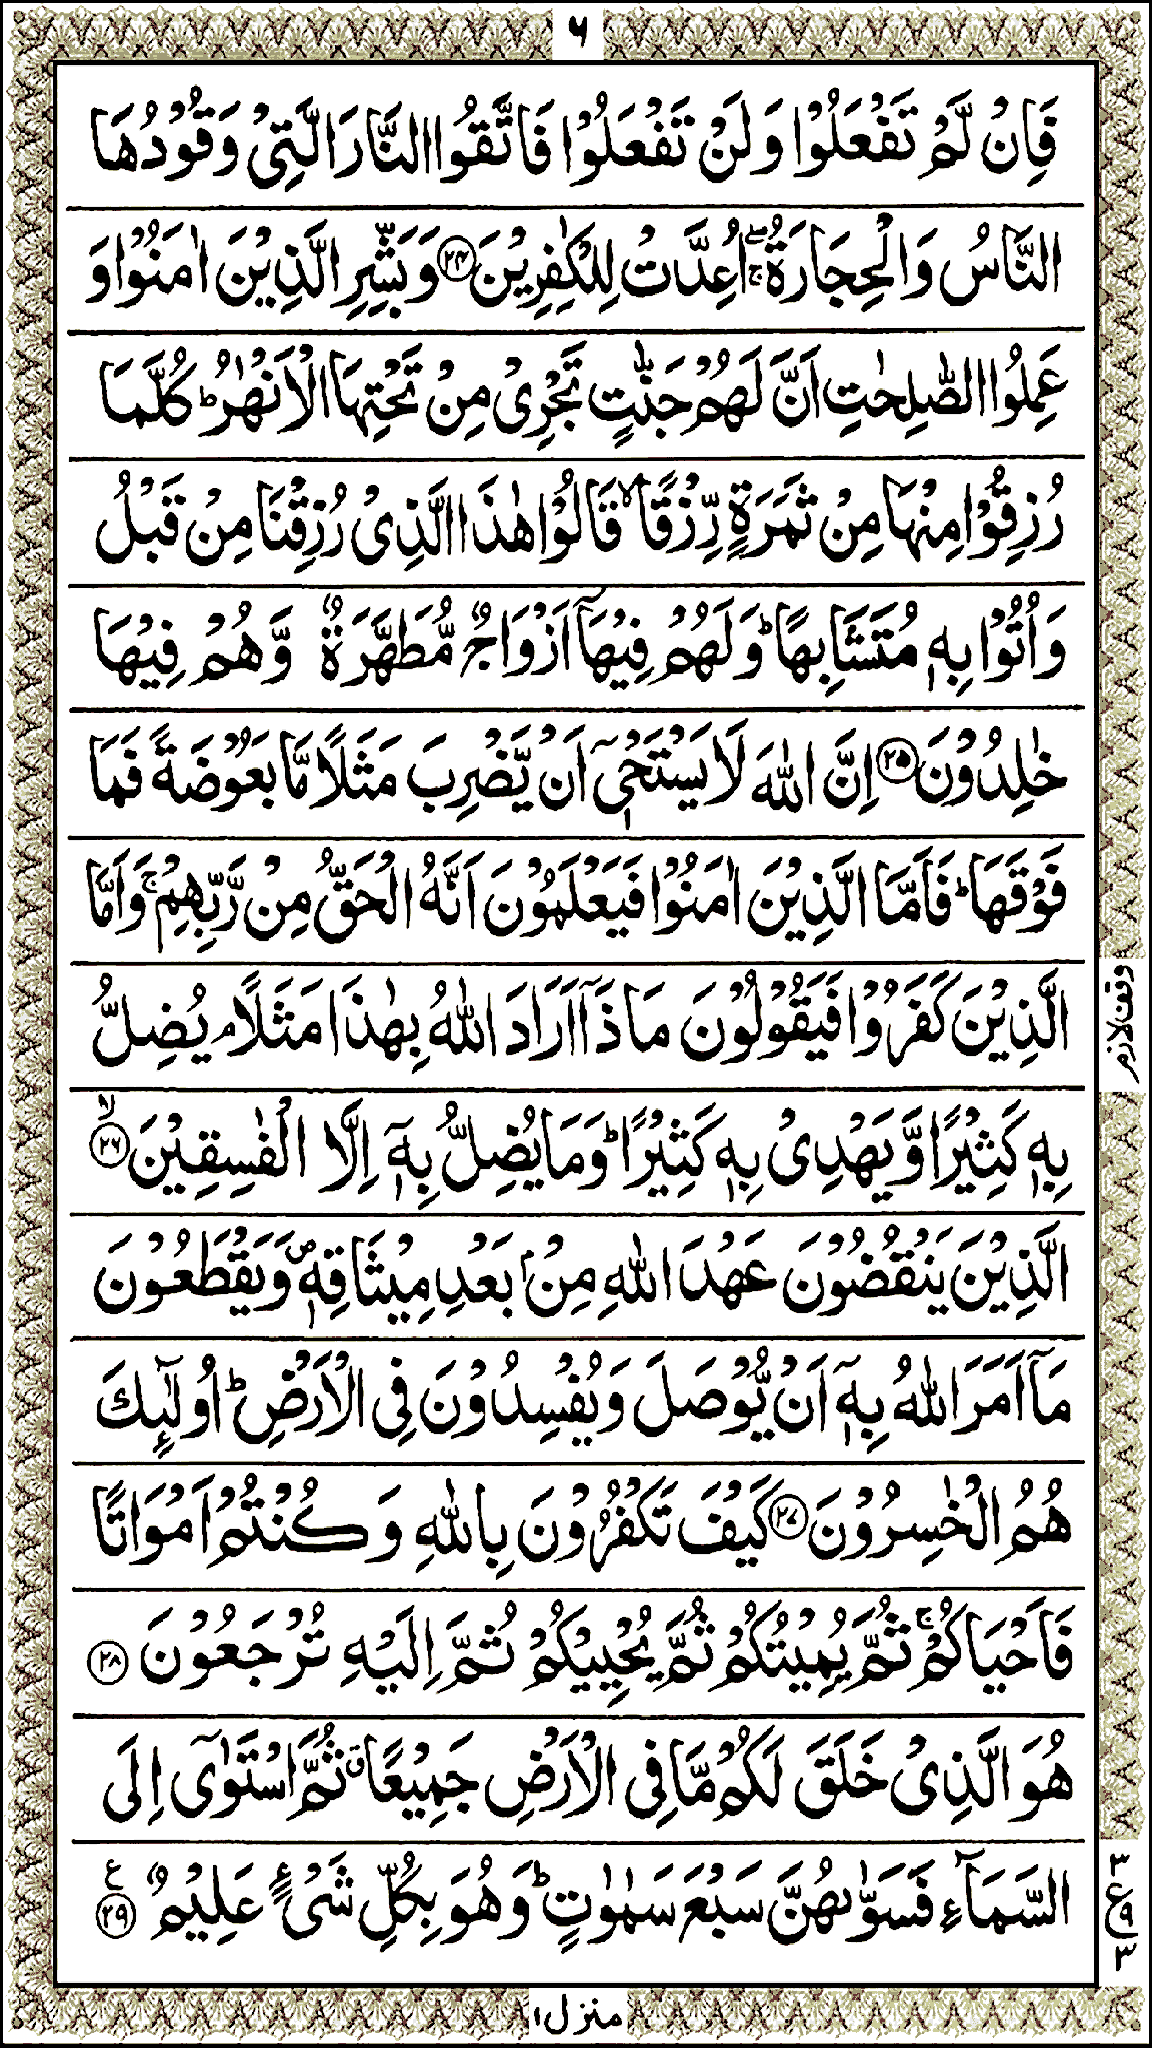 ٦
فَاِنۡ لَّمۡ تَفۡعَلُوۡا وَلَنۡ تَفۡعَلُوۡا فَاتَّقُوا النَّارَ الَّتِىۡ وَقُوۡدُهَا
النَّاسُ وَالۡحِجَارَةُ ۖۚ اُعِدَّتۡ لِلۡكٰفِرِيۡنَ ﴿۲۴﴾ وَبَشِّرِ الَّذِيۡنَ اٰمَنُوۡا وَ
عَمِلُوا الصّٰلِحٰتِ اَنَّ لَهُمۡ جَنّٰتٍ تَجۡرِىۡ مِنۡ تَحۡتِهَا الۡاَنۡهٰرُ ؕ كُلَّمَا
رُزِقُوۡا مِنۡهَا مِنۡ ثَمَرَةٍ رِّزۡقًا ۙ قَالُوۡا هٰذَا الَّذِىۡ رُزِقۡنَا مِنۡ قَبۡلُ
وَاُتُوۡا بِهٖ مُتَشَابِهًا ؕ وَلَهُمۡ فِيۡهَاۤ اَزۡوَاجٌ مُّطَهَّرَةٌ وَّهُمۡ فِيۡهَا
خٰلِدُوۡنَ ﴿۲۵﴾ اِنَّ اللّٰهَ لَا يَسۡتَحۡىٖۤ اَنۡ يَّضۡرِبَ مَثَلًا مَّا بَعُوۡضَةً فَمَا
فَوۡقَهَا ؕ فَاَمَّا الَّذِيۡنَ اٰمَنُوۡا فَيَعۡلَمُوۡنَ اَنَّهُ الۡحَقُّ مِنۡ رَّبِّهِمۡ ۚ وَاَمَّا
الَّذِيۡنَ كَفَرُوۡا فَيَقُوۡلُوۡنَ مَاذَاۤ اَرَادَ اللّٰهُ بِهٰذَا مَثَلًا ۘ يُضِلُّ
وقف لازم
بِهٖ كَثِيۡرًا وَّيَهۡدِىۡ بِهٖ كَثِيۡرًا ؕ وَمَا يُضِلُّ بِهٖۤ اِلَّا الۡفٰسِقِيۡنَ ۙ﴿۲۶﴾
الَّذِيۡنَ يَنۡقُضُوۡنَ عَهۡدَ اللّٰهِ مِنۡۢ بَعۡدِ مِيۡثَاقِهٖ ۪ وَيَقۡطَعُوۡنَ
مَاۤ اَمَرَ اللّٰهُ بِهٖۤ اَنۡ يُّوۡصَلَ وَيُفۡسِدُوۡنَ فِى الۡاَرۡضِ ؕ اُولٰٓٮِٕكَ
هُمُ الۡخٰسِرُوۡنَ ﴿۲۷﴾ كَيۡفَ تَكۡفُرُوۡنَ بِاللّٰهِ وَكُنۡتُمۡ اَمۡوَاتًا
فَاَحۡيَاكُمۡ ۚ ثُمَّ يُمِيۡتُكُمۡ ثُمَّ يُحۡيِيۡكُمۡ ثُمَّ اِلَيۡهِ تُرۡجَعُوۡنَ ﴿۲۸﴾
هُوَ الَّذِىۡ خَلَقَ لَكُمۡ مَّا فِى الۡاَرۡضِ جَمِيۡعًا ۗ ثُمَّ اسۡتَوٰۤى اِلَى
السَّمَآءِ فَسَوّٰٮهُنَّ سَبۡعَ سَمٰوٰتٍ ؕ وَهُوَ بِكُلِّ شَىۡءٍ عَلِيۡمٌ ﴿۲۹﴾ ع
۳
ع ۹
۳
منزل ۱